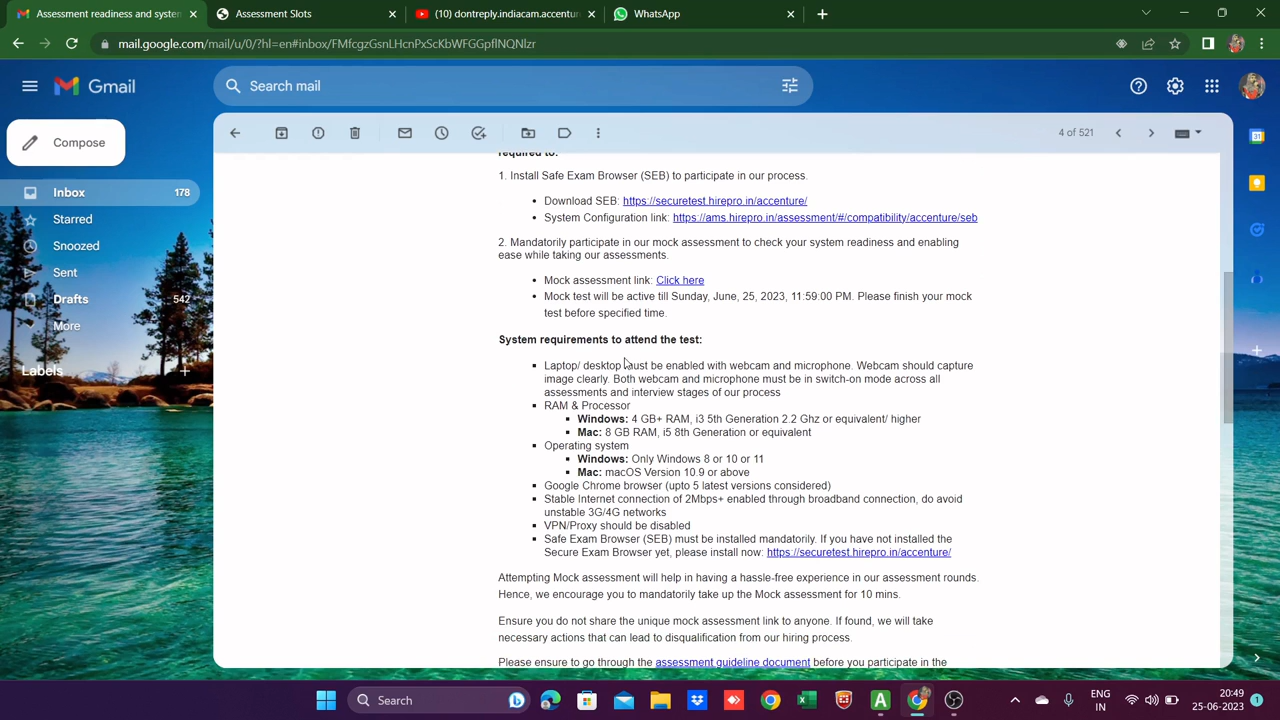 Assessment readiness and syster
Assessment Slots
(10) dontreply.indiacam.accentur
WhatsApp
mail.google.com/mail/u/0/?hl=en#inbox/FMfcgzGsnLHcnPxScKbWFGGpflNQNlzr
Gmail
Search mail
4 of 521
Compose
Inbox 178
Starred
Snoozed
Sent
Drafts 542
More
Labels
required to:
1. Install Safe Exam Browser (SEB) to participate in our process.
Download SEB: https://securetest.hirepro.in/accenture/
System Configuration link: https://ams.hirepro.in/assessment/#/compatibility/accenture/seb
2. Mandatorily participate in our mock assessment to check your system readiness and enabling
ease while taking our assessments.
Mock assessment link: Click here
Mock test will be active till Sunday, June, 25, 2023, 11:59:00 PM. Please finish your mock
test before specified time.
System requirements to attend the test:
Laptop/ desktop must be enabled with webcam and microphone. Webcam should capture
image clearly. Both webcam and microphone must be in switch-on mode across all
assessments and interview stages of our process
RAM & Processor
Windows: 4 GB+ RAM, i3 5th Generation 2.2 Ghz or equivalent/ higher
Mac: 8 GB RAM, i5 8th Generation or equivalent
Operating system
Windows: Only Windows 8 or 10 or 11
Mac: macOS Version 10.9 or above
Google Chrome browser (upto 5 latest versions considered)
Stable Internet connection of 2Mbps+ enabled through broadband connection, do avoid
unstable 3G/4G networks
VPN/Proxy should be disabled
Safe Exam Browser (SEB) must be installed mandatorily. If you have not installed the
Secure Exam Browser yet, please install now: https://securetest.hirepro.in/accenture/
Attempting Mock assessment will help in having a hassle-free experience in our assessment rounds.
Hence, we encourage you to mandatorily take up the Mock assessment for 10 mins.
Ensure you do not share the unique mock assessment link to anyone. If found, we will take
necessary actions that can lead to disqualification from our hiring process.
Please ensure to go through the assessment guideline document before you participate in the
Search
ENG
IN
20:49
25-06-2023